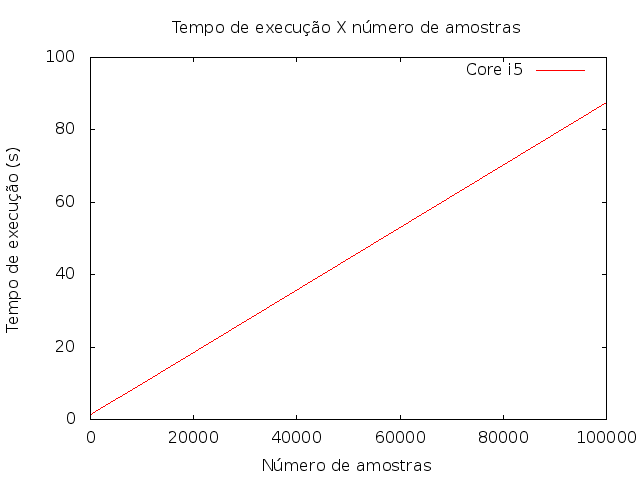 Tempo de execução X número de amostras
100
Core i5
80
60
40
20
0
Tempo de execução (s)
0 20000 40000 60000 80000 100000
Número de amostras